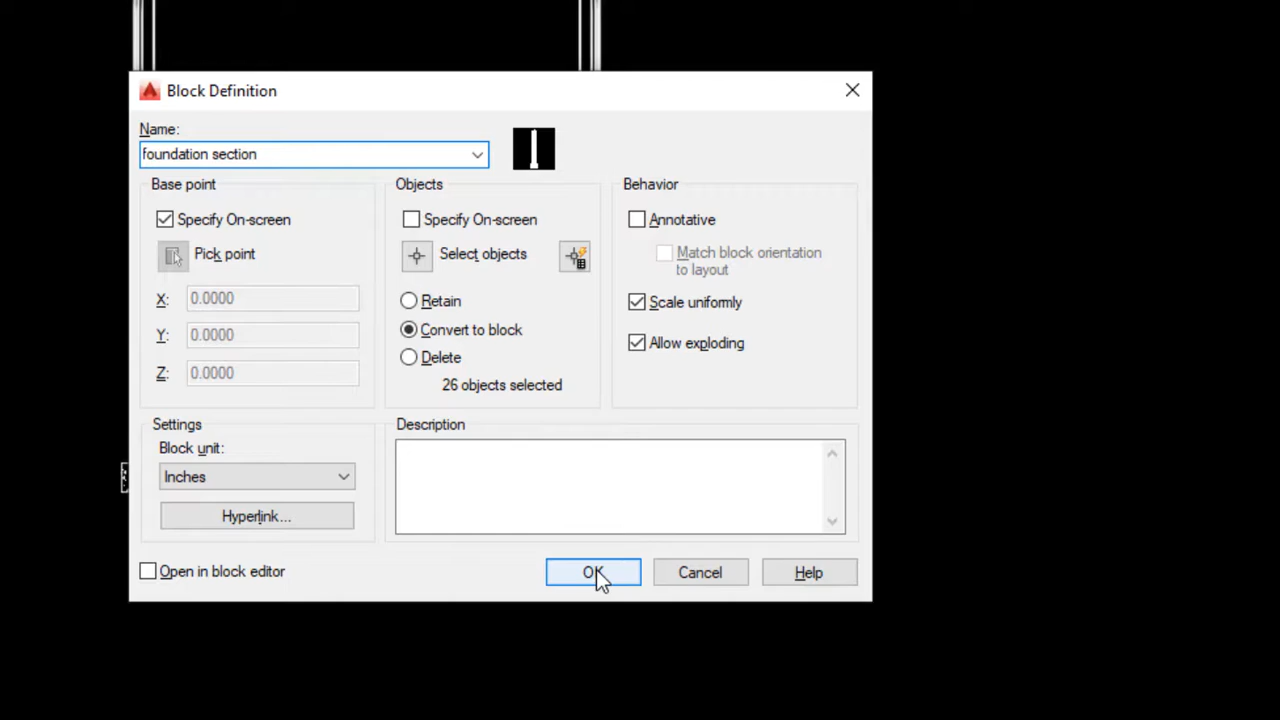 Block Definition
Name:
foundation section
Base point
Specify On-screen
Pick point
X: 0.0000
Y: 0.0000
Z: 0.0000
Objects
Specify On-screen
Select objects
Retain
Convert to block
Delete
26 objects selected
Behavior
Annotative
Match block orientation
to layout
Scale uniformly
Allow exploding
Settings
Block unit:
Inches
Hyperlink...
Description
Open in block editor
OK
Cancel
Help